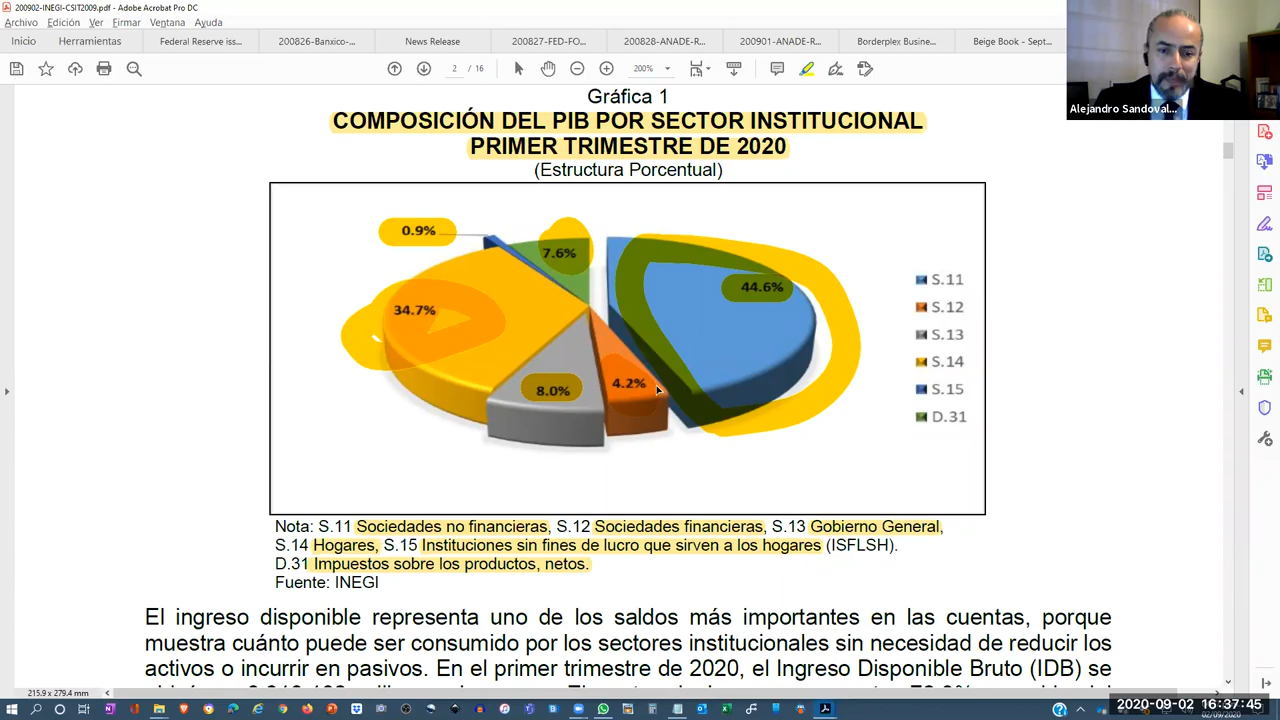 200902-INEGI-CSIT2009.pdf - Adobe Acrobat Pro DC
Archivo Edición Ver Firmar Ventana Ayuda
Inicio Herramientas Federal Reserve iss... 200826-Banxico-... News Release 200827-FED-FO... 200828-ANADE-R... 200901-ANADE-R... Borderplex Busine... Beige Book - Sept...
2 / 16 200%
Alejandro Sandoval...
Gráfica 1
COMPOSICIÓN DEL PIB POR SECTOR INSTITUCIONAL
PRIMER TRIMESTRE DE 2020
(Estructura Porcentual)
0.9%
7.6%
44.6%
34.7%
4.2%
8.0%
S.11
S.12
S.13
S.14
S.15
D.31
Nota: S.11 Sociedades no financieras, S.12 Sociedades financieras, S.13 Gobierno General,
S.14 Hogares, S.15 Instituciones sin fines de lucro que sirven a los hogares (ISFLSH).
D.31 Impuestos sobre los productos, netos.
Fuente: INEGI
El ingreso disponible representa uno de los saldos más importantes en las cuentas, porque
muestra cuánto puede ser consumido por los sectores institucionales sin necesidad de reducir los
activos o incurrir en pasivos. En el primer trimestre de 2020, el Ingreso Disponible Bruto (IDB) se
215.9 x 279.4 mm
2020-09-02 16:37:45
02/09/2020